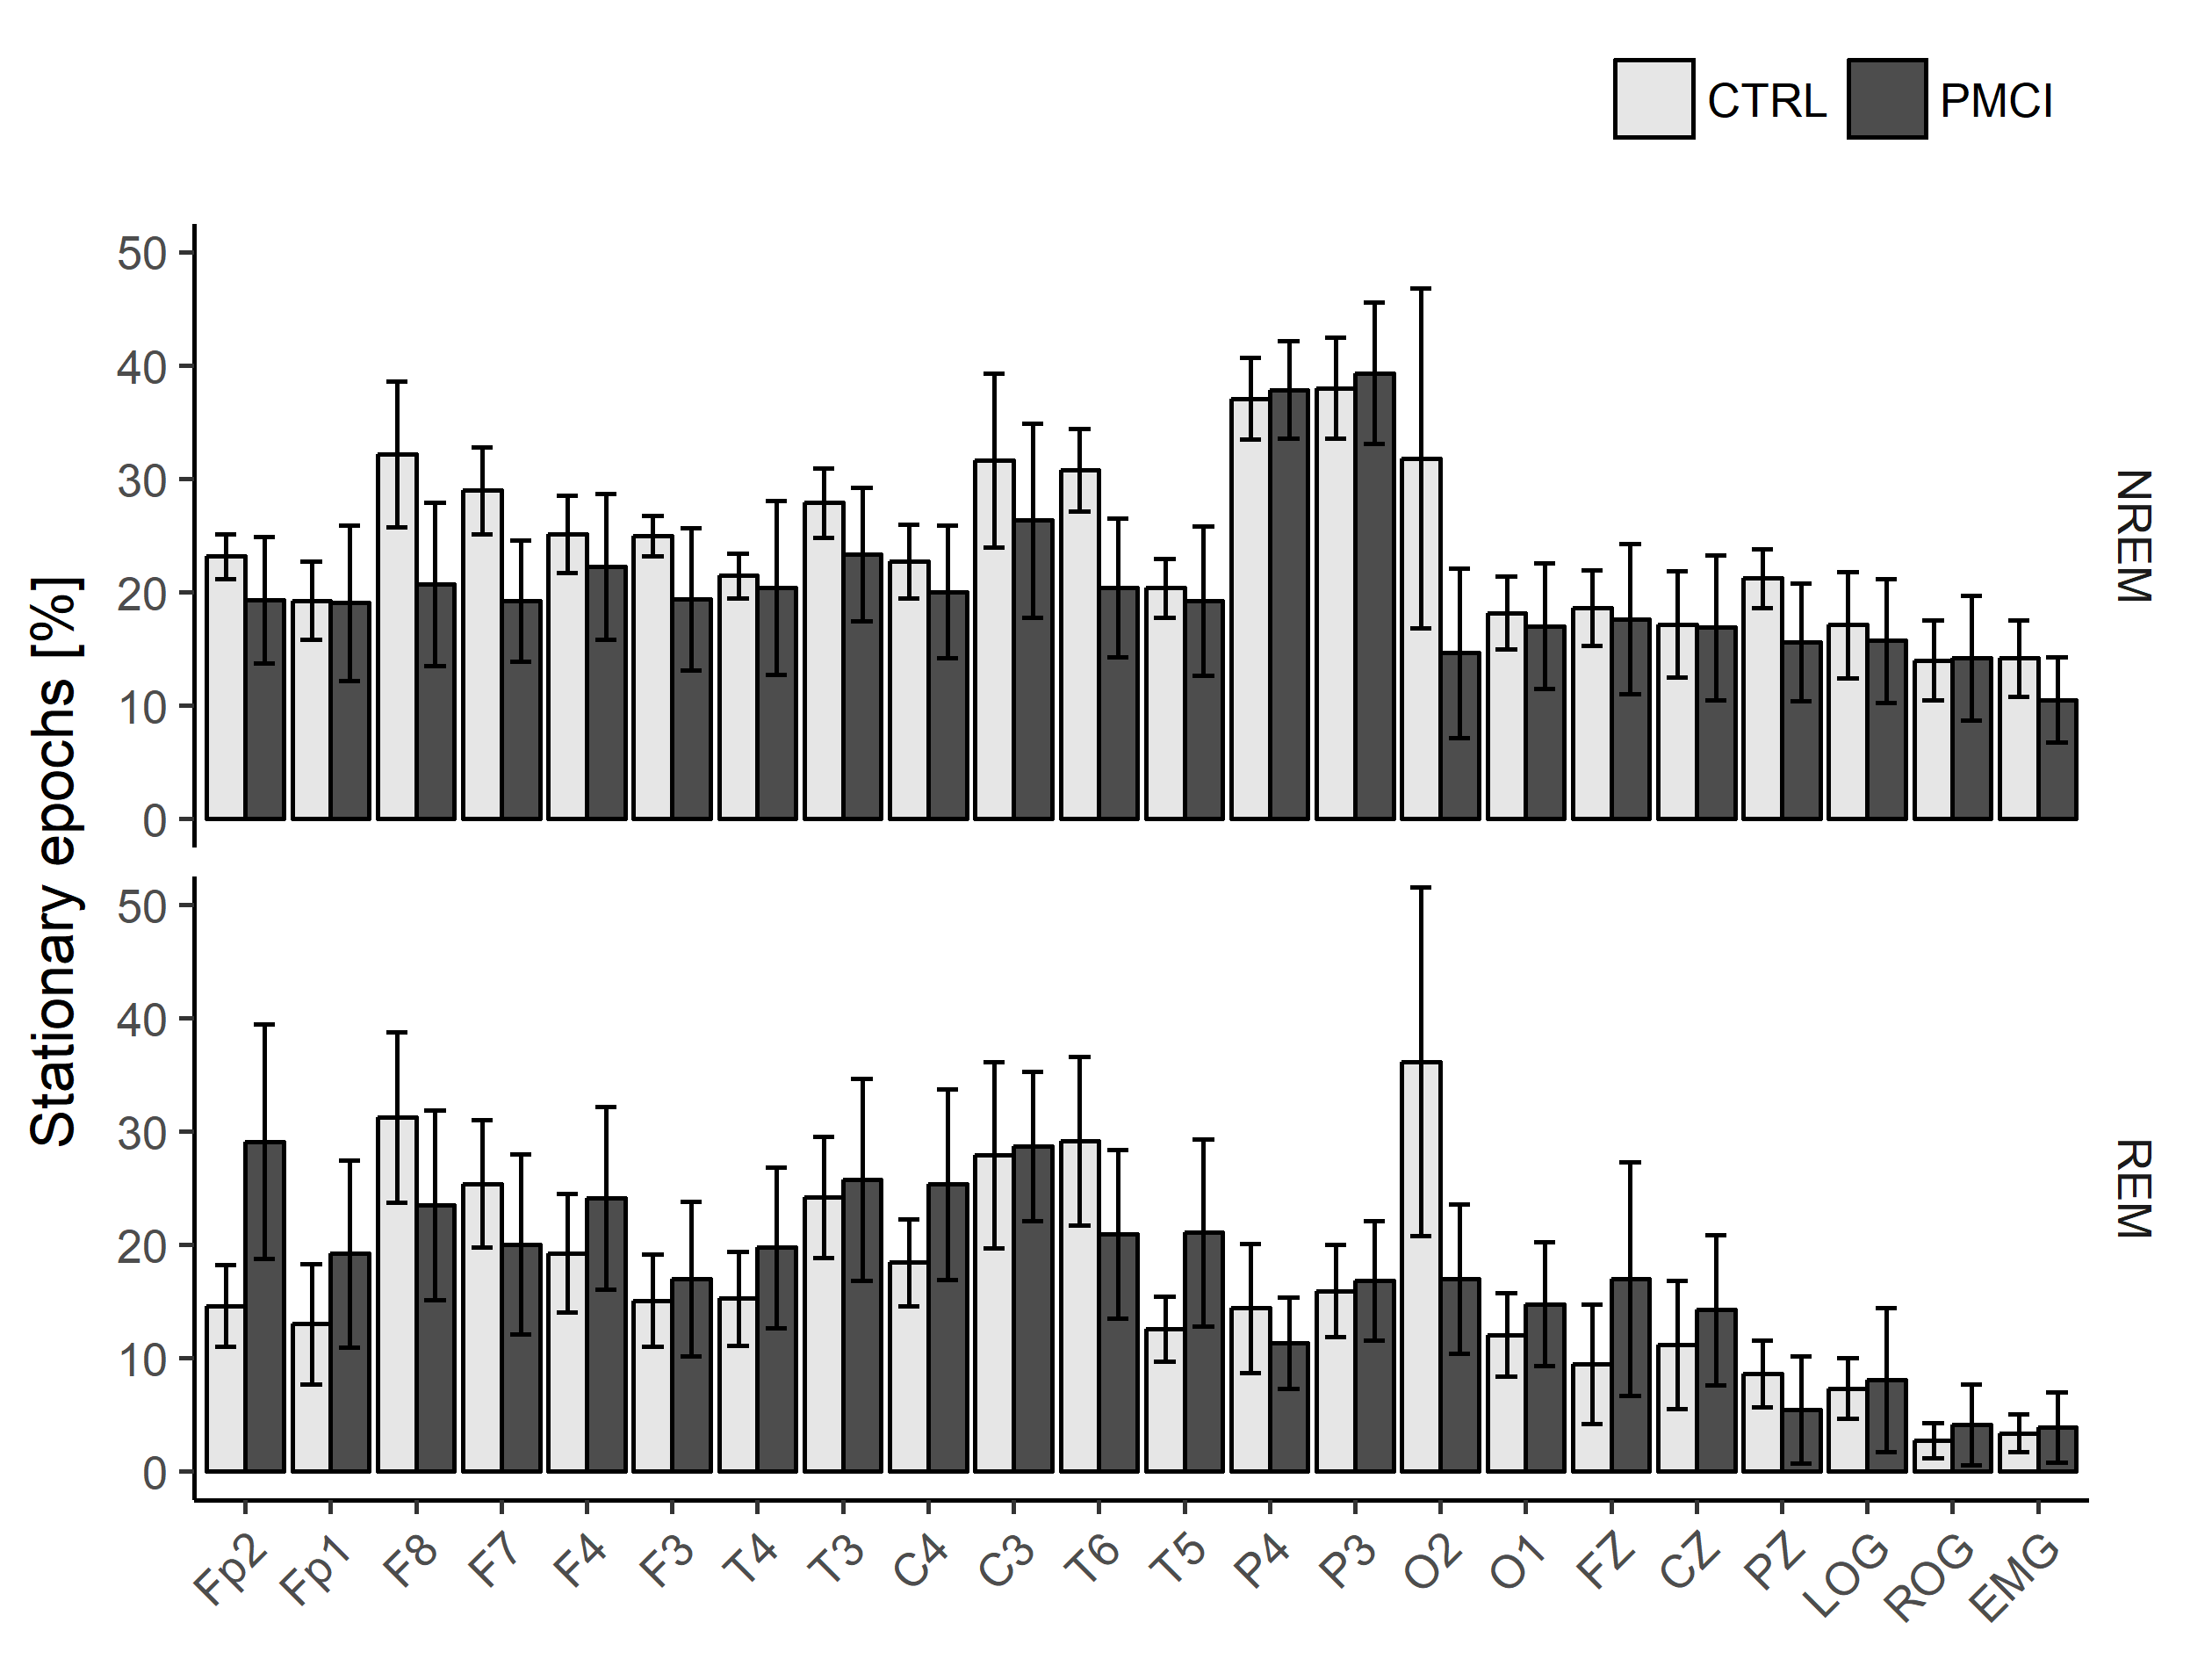 CTRL PMCI
Stationary epochs [%]
50
40
30
20
10
0
NREM
50
40
30
20
10
0
REM
Fp2 Fp1 F8 F7 F4 F3 T4 T3 C4 C3 T6 T5 P4 P3 O2 O1 FZ CZ PZ LOG ROG EMG